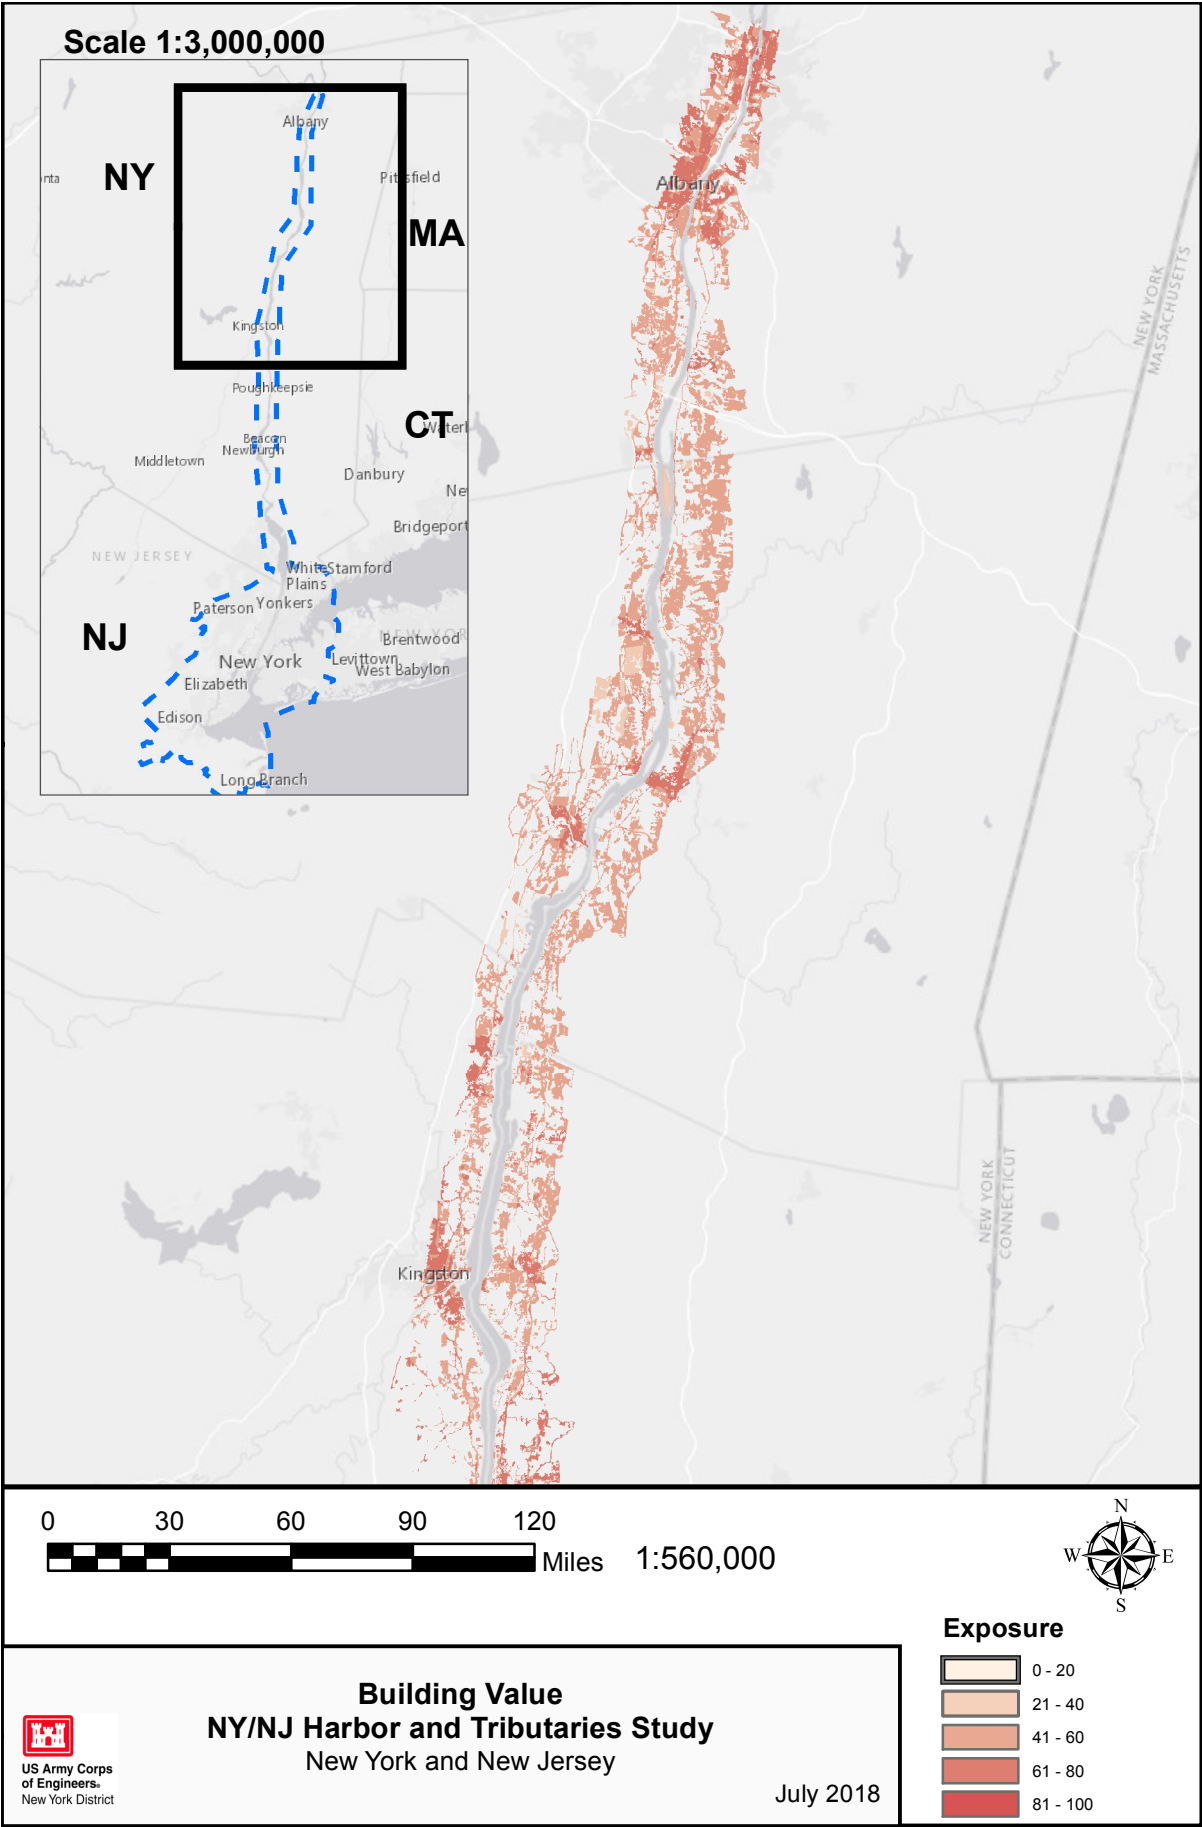 Scale 1:3,000,000
Albany
NY
Pittsfield
MA
Kingston
Poughkeepsie
CT
Beacon
Newburgh
Middletown
Danbury
Bridgeport
NEW JERSEY
White Stamford
Plains
Paterson Yonkers
NJ
Brentwood
New York
Levittown
West Babylon
Elizabeth
Edison
Long Branch
Albany
NEW YORK
MASSACHUSETTS
NEW YORK
CONNECTICUT
Kingston
0 30 60 90 120
Miles 1:560,000
N
W E
S
Exposure
0 - 20
21 - 40
41 - 60
61 - 80
81 - 100
Building Value
NY/NJ Harbor and Tributaries Study
New York and New Jersey
July 2018
US Army Corps
of Engineers®
New York District